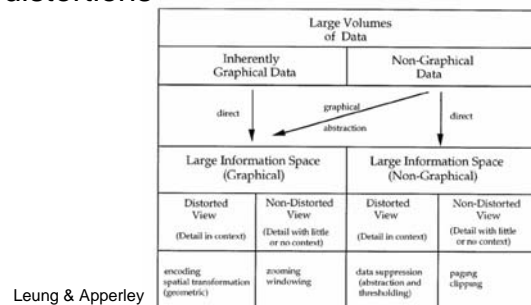 distortions
Large Volumes
of Data
Inherently
Graphical Data
Non-Graphical
Data
direct
graphical
abstraction
direct
Large Information Space
(Graphical)
Large Information Space
(Non-Graphical)
Distorted
View
(Detail in context)
Non-Distorted
View
(Detail with little
or no context)
Distorted
View
(Detail in context)
Non-Distorted
View
(Detail with little
or no context)
encoding
spatial transformation
(geometric)
zooming
windowing
data suppression
(abstraction and
thresholding)
paging
clipping
Leung & Apperley